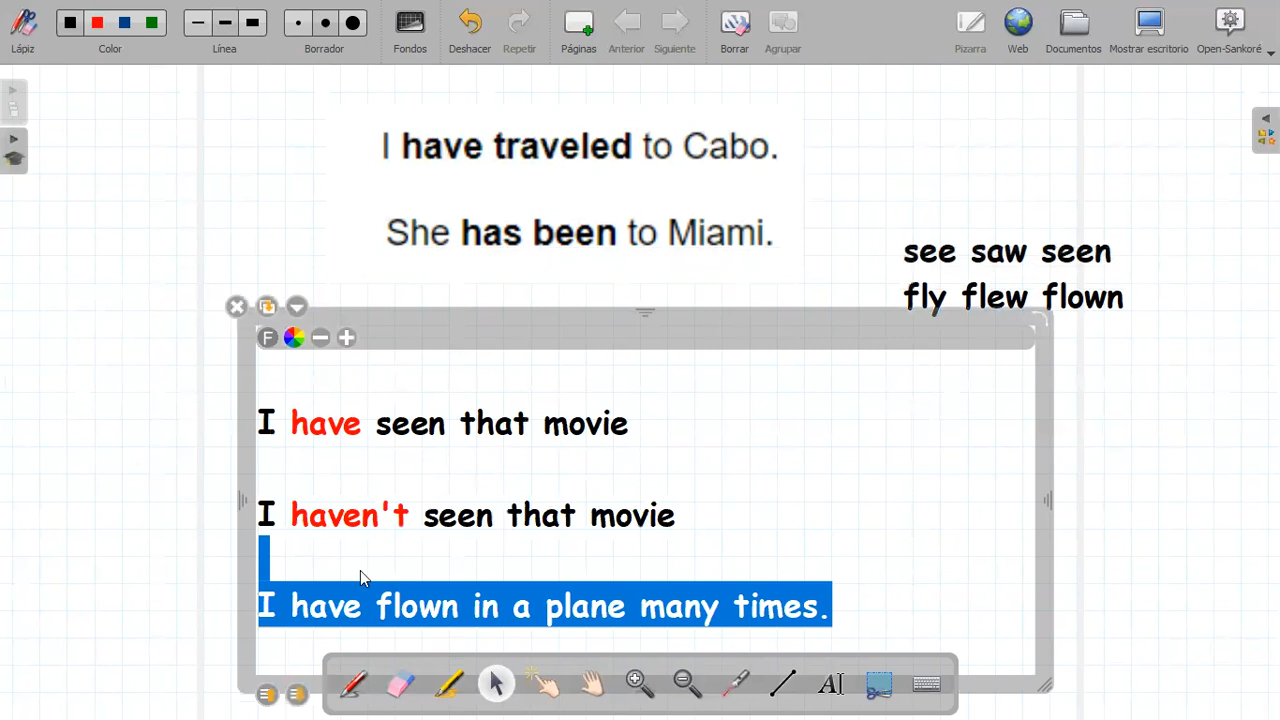 Lápiz
Color
Línea
Borrador
Fondos
Deshacer
Repetir
Páginas
Anterior
Siguiente
Borrar
Agrupar
Pizarra
Web
Documentos
Mostrar escritorio
Open-Sankoré
I have traveled to Cabo.
She has been to Miami.
see saw seen
fly flew flown
F
I have seen that movie
I haven't seen that movie
I have flown in a plane many times.
AI